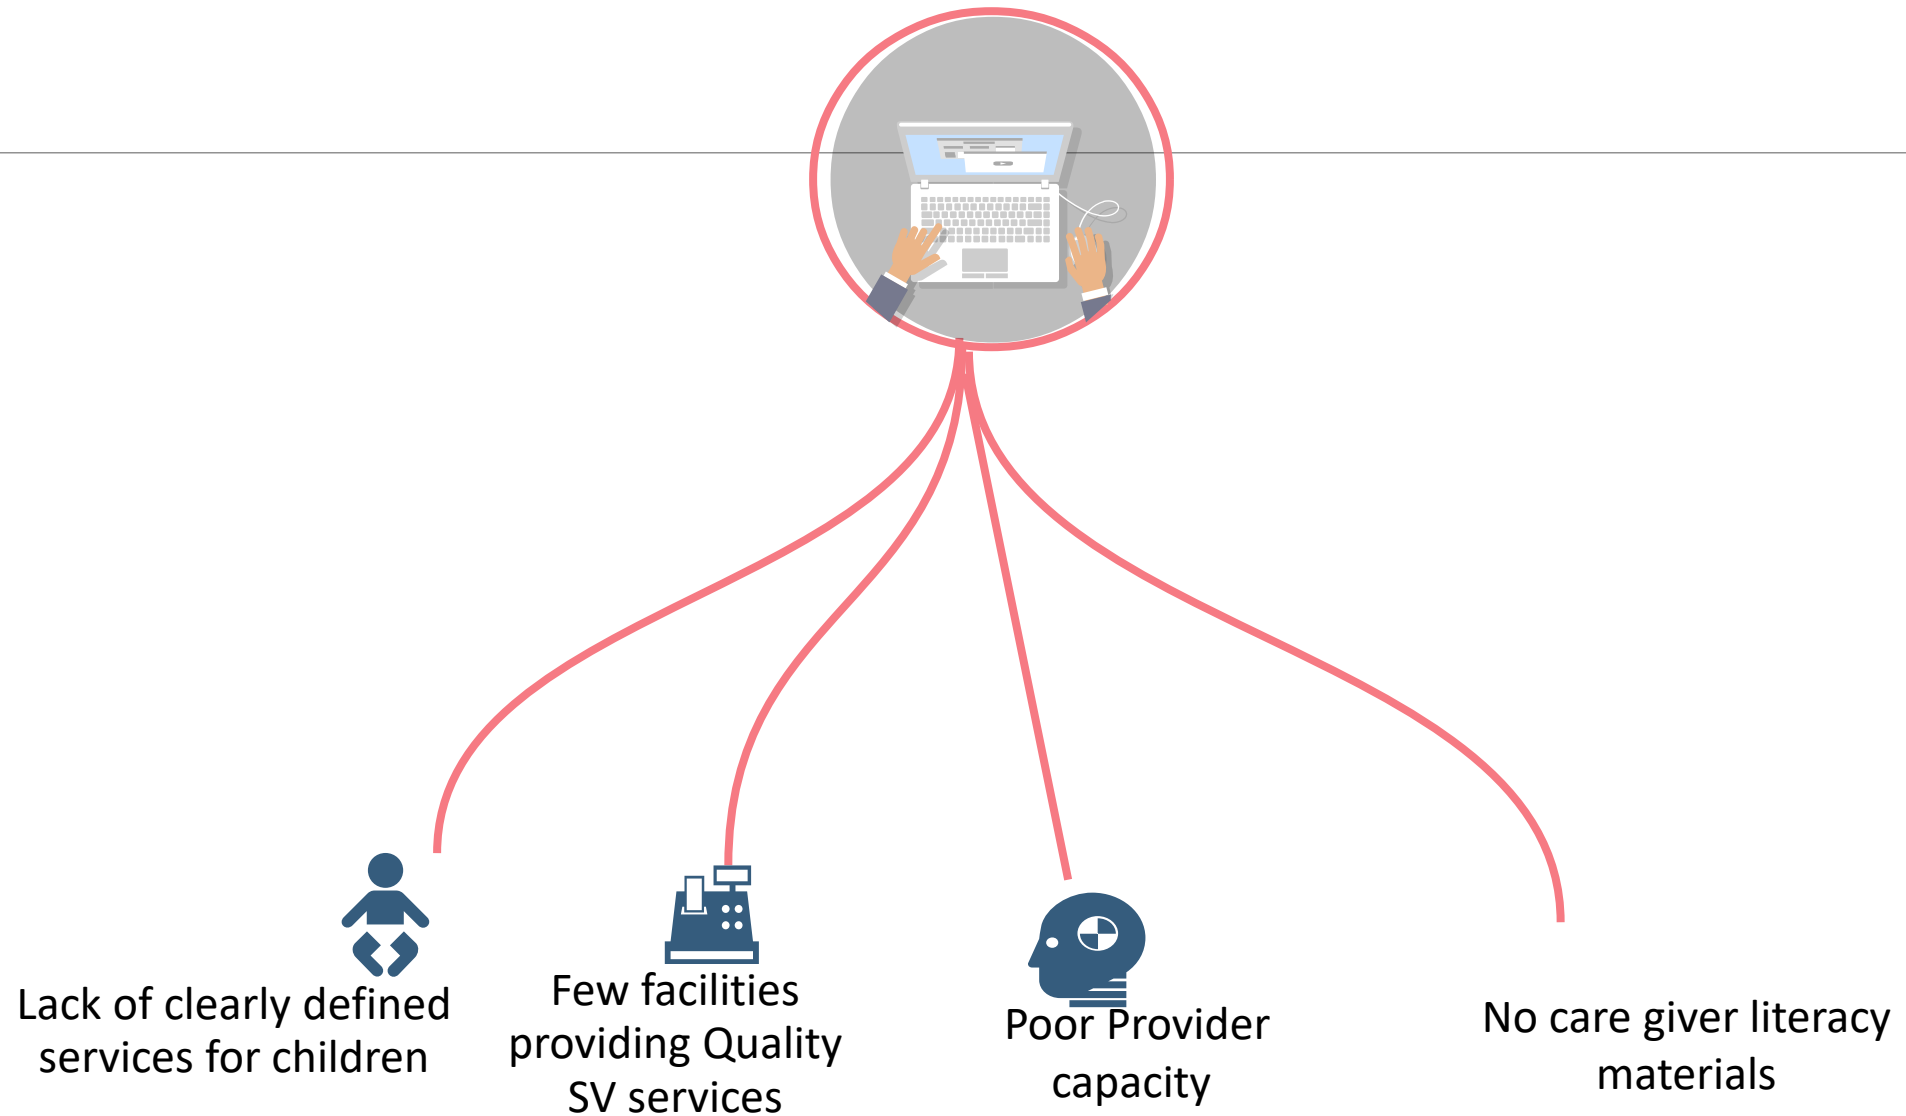 Lack of clearly defined
services for children
Few facilities
providing Quality
SV services
Poor Provider
capacity
No care giver literacy
materials